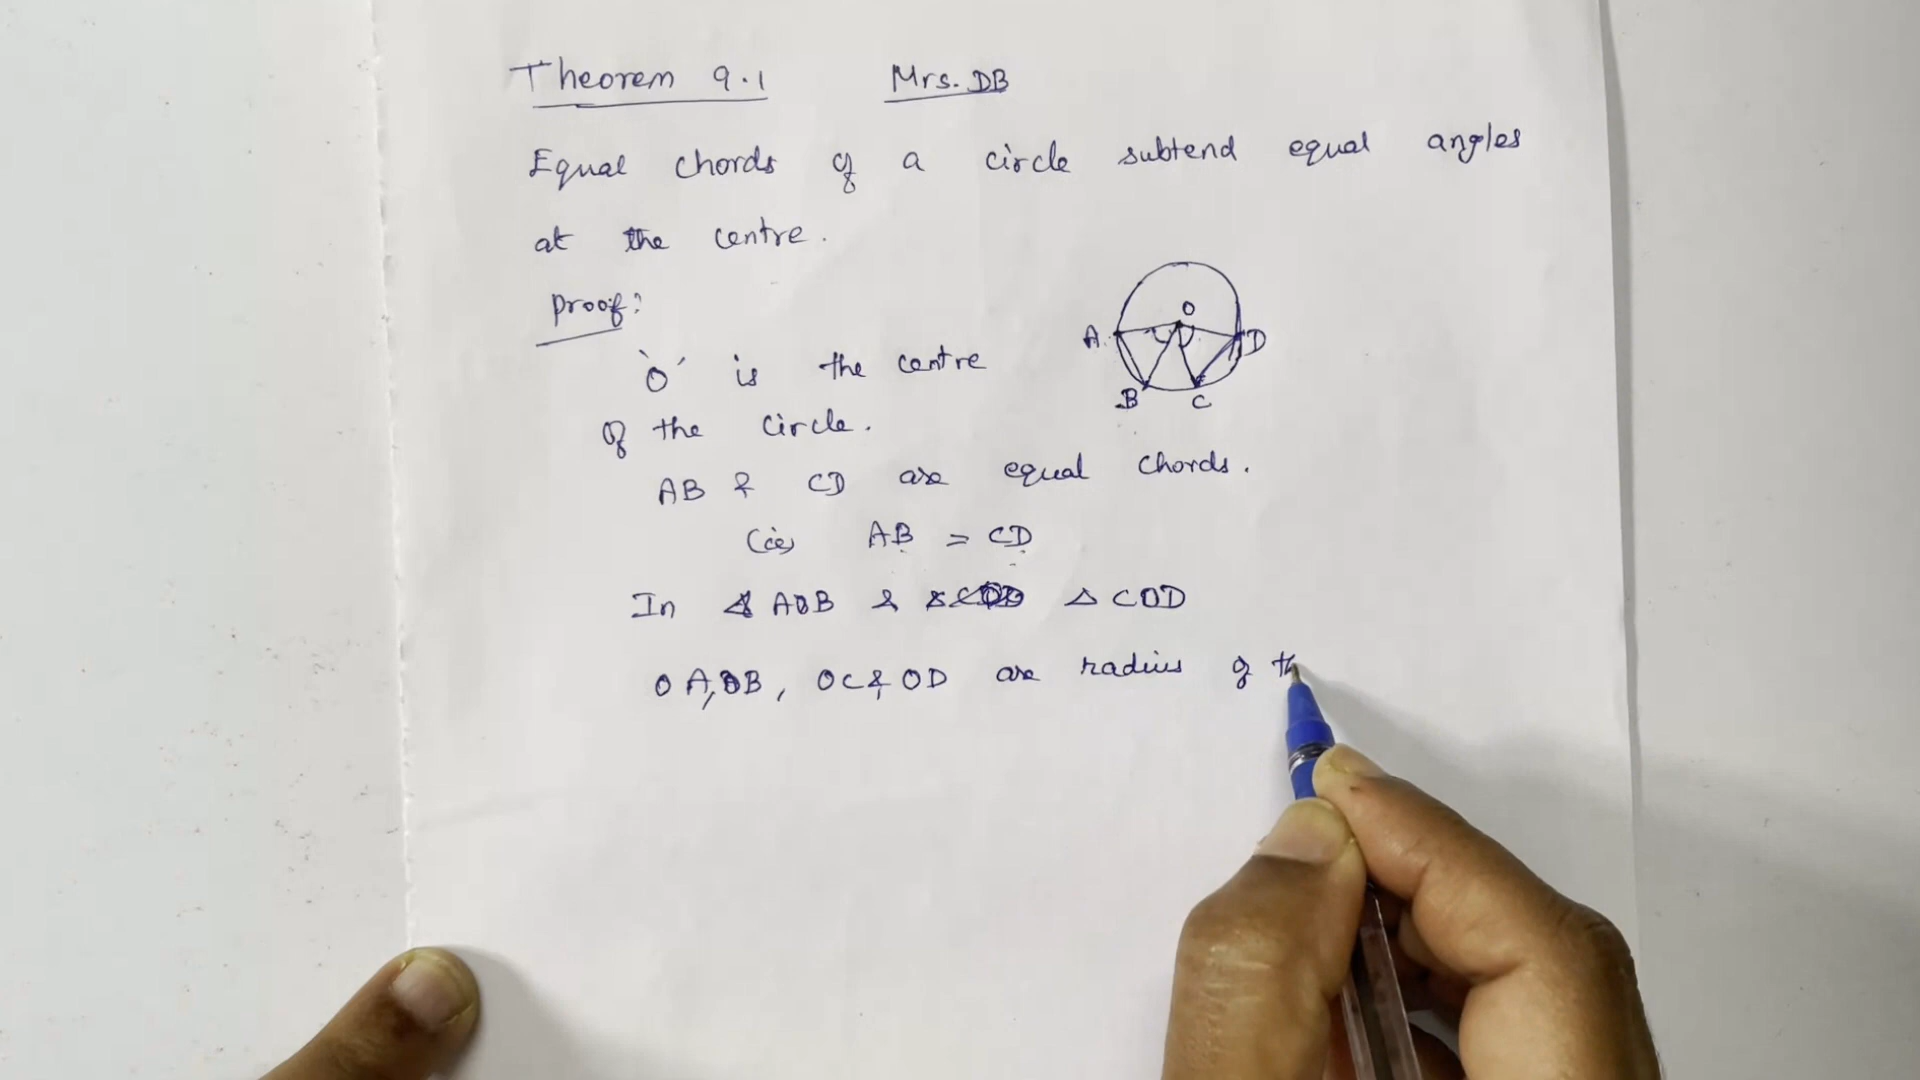 Theorem 9.1 Mrs. DB
Equal chords of a circle subtend equal angles
at the centre.
Proof:
'O' is the centre
of the circle.
O
A
D
B
C
AB & CD are equal chords.
(ie) AB = CD
In ∆ AOB & ∆ COD
OA, OB, OC & OD are radius of th